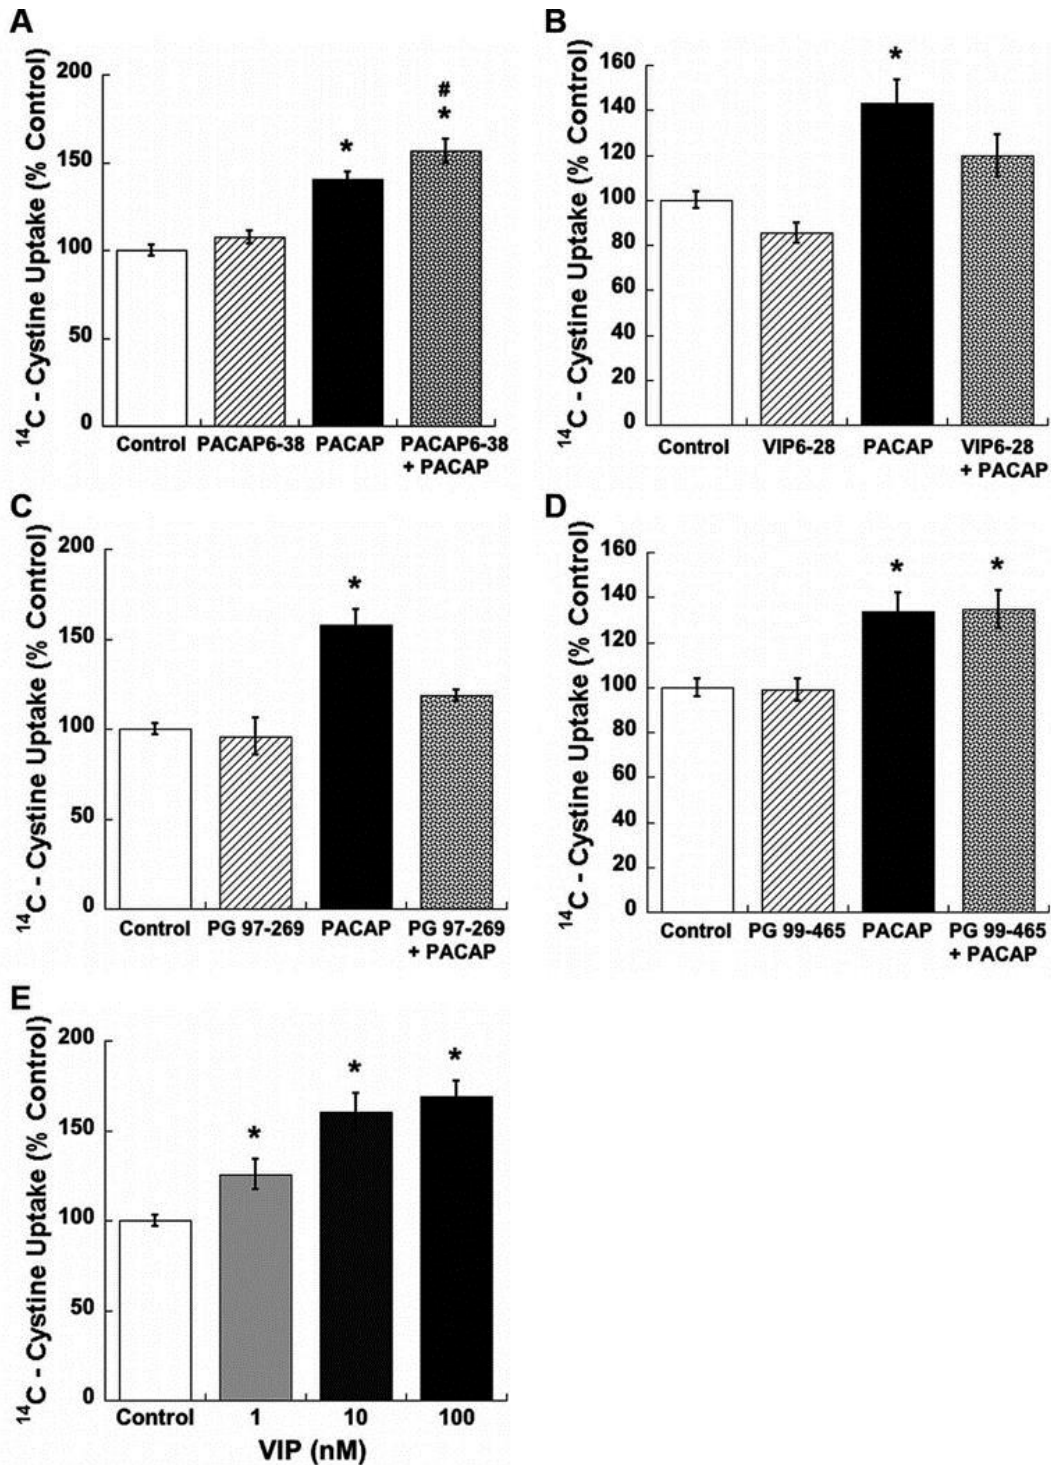 A
¹⁴C - Cystine Uptake (% Control)
200
150
100
50
0
#
*
*
Control PACAP6-38 PACAP PACAP6-38
+ PACAP
B
¹⁴C - Cystine Uptake (% Control)
160
140
120
100
80
60
40
20
0
*
Control VIP6-28 PACAP VIP6-28
+ PACAP
C
¹⁴C - Cystine Uptake (% Control)
200
150
100
50
0
*
Control PG 97-269 PACAP PG 97-269
+ PACAP
D
¹⁴C - Cystine Uptake (% Control)
160
140
120
100
80
60
40
20
0
* *
Control PG 99-465 PACAP PG 99-465
+ PACAP
E
¹⁴C - Cystine Uptake (% Control)
200
150
100
50
0
* * *
Control 1 10 100
VIP (nM)